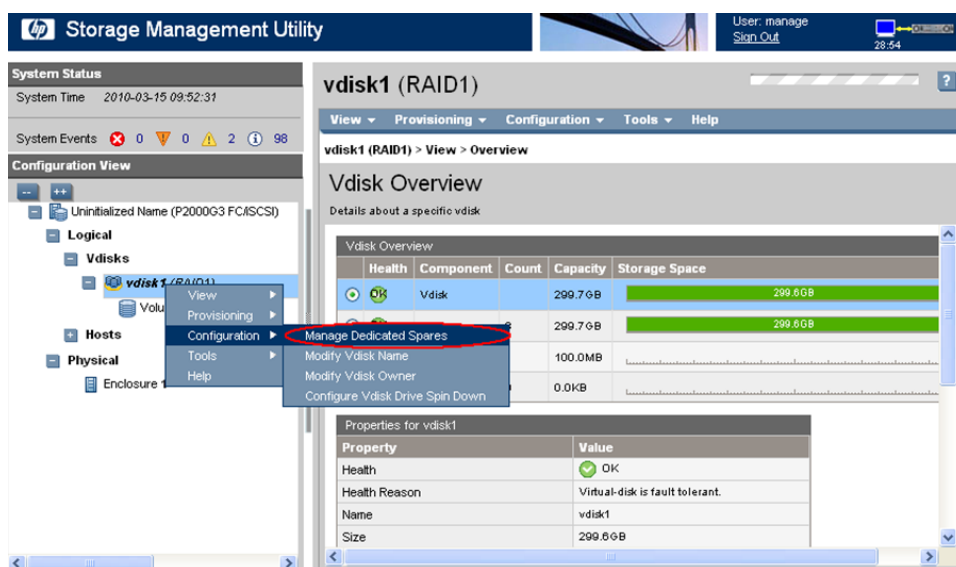 hp Storage Management Utility
User: manage
Sign Out
28:54
System Status
System Time 2010-03-15 09:52:31
System Events 0 0 2 98
Configuration View
-- ++
Uninitialized Name (P2000G3 FC/iSCSI)
Logical
Vdisks
vdisk1 (RAID1)
Volu
Hosts
Physical
Enclosure 1
View
Provisioning
Configuration
Tools
Help
Manage Dedicated Spares
Modify Vdisk Name
Modify Vdisk Owner
Configure Vdisk Drive Spin Down
vdisk1 (RAID1)
?
View Provisioning Configuration Tools Help
vdisk1 (RAID1) > View > Overview
Vdisk Overview
Details about a specific vdisk
Vdisk Overview
Health Component Count Capacity Storage Space
OK Vdisk 299.7GB 299.6GB
299.7GB 299.6GB
100.0MB
0.0KB
Properties for vdisk1
Property Value
Health OK
Health Reason Virtual-disk is fault tolerant.
Name vdisk1
Size 299.6GB